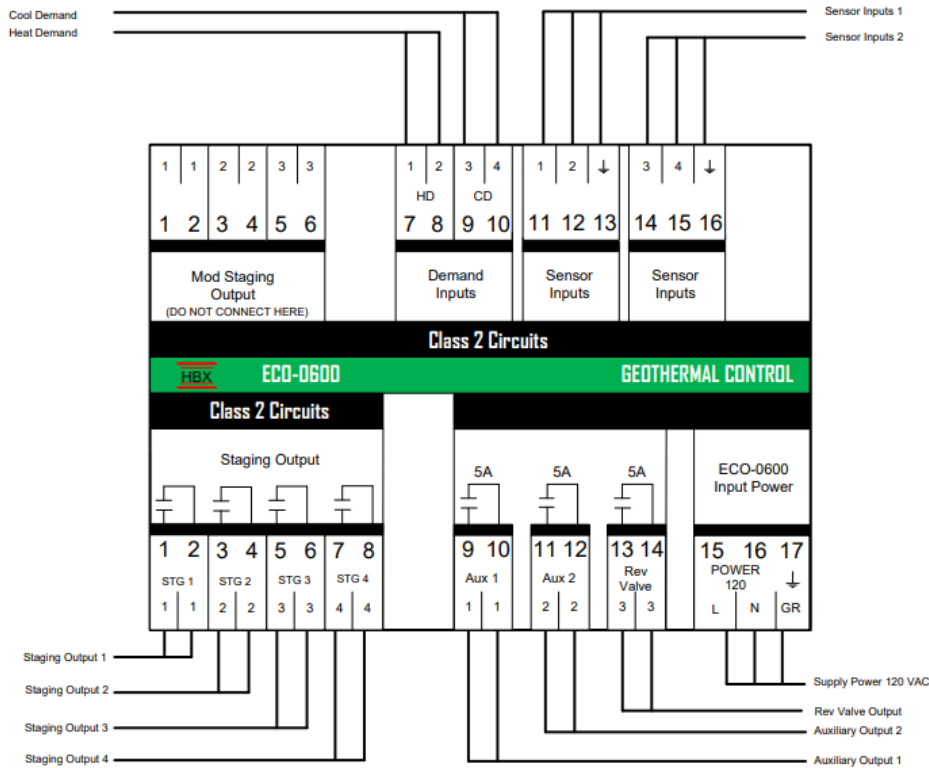 Cool Demand
Heat Demand
Sensor Inputs 1
Sensor Inputs 2
1 1 2 2 3 3
1 2 3 4 1 2 3 4
HD CD
1 2 3 4 5 6
7 8 9 10 11 12 13 14 15 16
Mod Staging
Output
(DO NOT CONNECT HERE)
Demand
Inputs
Sensor
Inputs
Sensor
Inputs
Class 2 Circuits
HBX ECO-0600 GEOTHERMAL CONTROL
Class 2 Circuits
Staging Output
5A 5A 5A
ECO-0600
Input Power
1 2 3 4 5 6 7 8
STG 1 STG 2 STG 3 STG 4
1 1 2 2 3 3 4 4
9 10 11 12 13 14
Aux 1 Aux 2 Rev
Valve
1 1 2 2 3 3
15 16 17
POWER
120
L N GR
Staging Output 1
Staging Output 2
Staging Output 3
Staging Output 4
Supply Power 120 VAC
Rev Valve Output
Auxiliary Output 2
Auxiliary Output 1